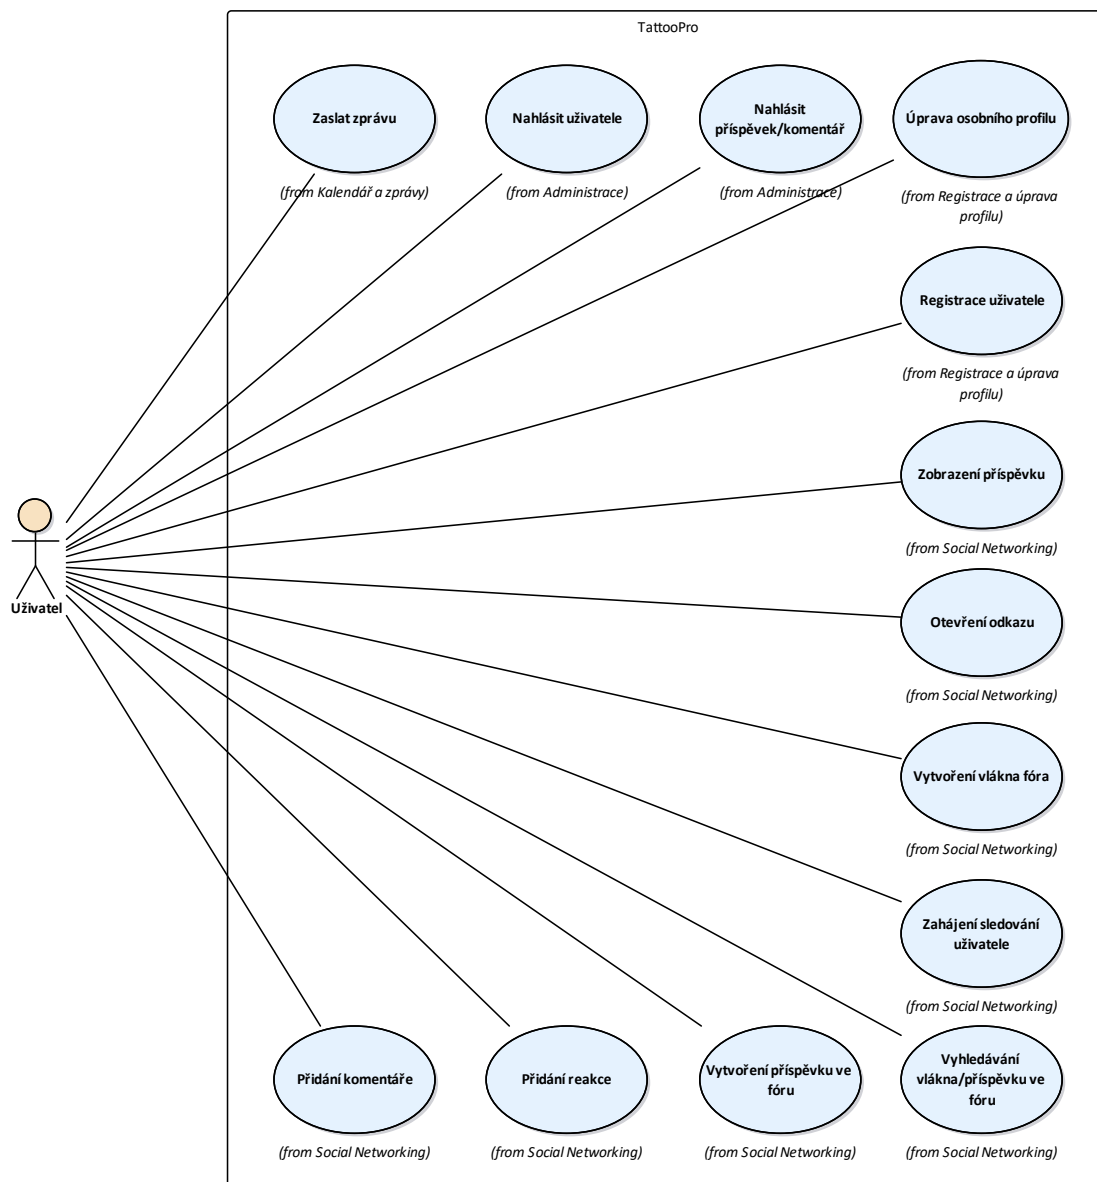 TattooPro
Zaslat zprávu
(from Kalendář a zprávy)
Nahlásit uživatele
(from Administrace)
Nahlásit
příspěvek/komentář
(from Administrace)
Úprava osobního profilu
(from Registrace a úprava
profilu)
Registrace uživatele
(from Registrace a úprava
profilu)
Zobrazení příspěvku
(from Social Networking)
Uživatel
Otevření odkazu
(from Social Networking)
Vytvoření vlákna fóra
(from Social Networking)
Zahájení sledování
uživatele
(from Social Networking)
Přidání komentáře
(from Social Networking)
Přidání reakce
(from Social Networking)
Vytvoření příspěvku ve
fóru
(from Social Networking)
Vyhledávání
vlákna/příspěvku ve
fóru
(from Social Networking)